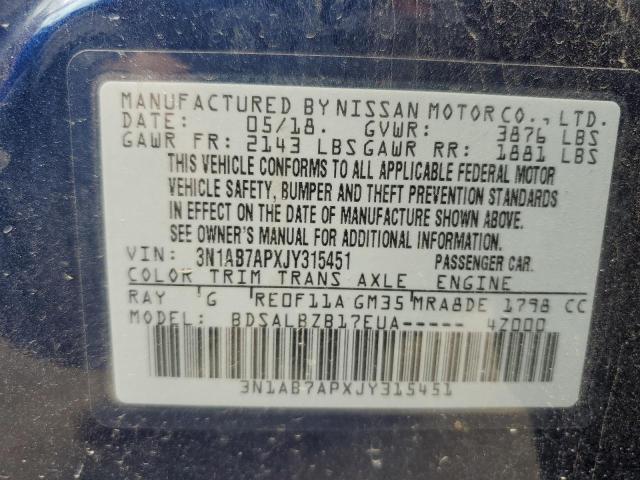 MANUFACTURED BY NISSAN MOTOR CO., LTD.
DATE: 05/18. GVWR: 3876 LBS
GAWR FR: 2143 LBS GAWR RR: 1881 LBS
THIS VEHICLE CONFORMS TO ALL APPLICABLE FEDERAL MOTOR
VEHICLE SAFETY, BUMPER AND THEFT PREVENTION STANDARDS
IN EFFECT ON THE DATE OF MANUFACTURE SHOWN ABOVE.
SEE OWNER'S MANUAL FOR ADDITIONAL INFORMATION.
VIN: 3N1AB7APXJY315451 PASSENGER CAR.
COLOR TRIM TRANS AXLE ENGINE
RAY G RE0F11A GM35 MRA8DE 1798 CC
MODEL: BDSALBZB17EUA----- 4Z000
3N1AB7APXJY315451